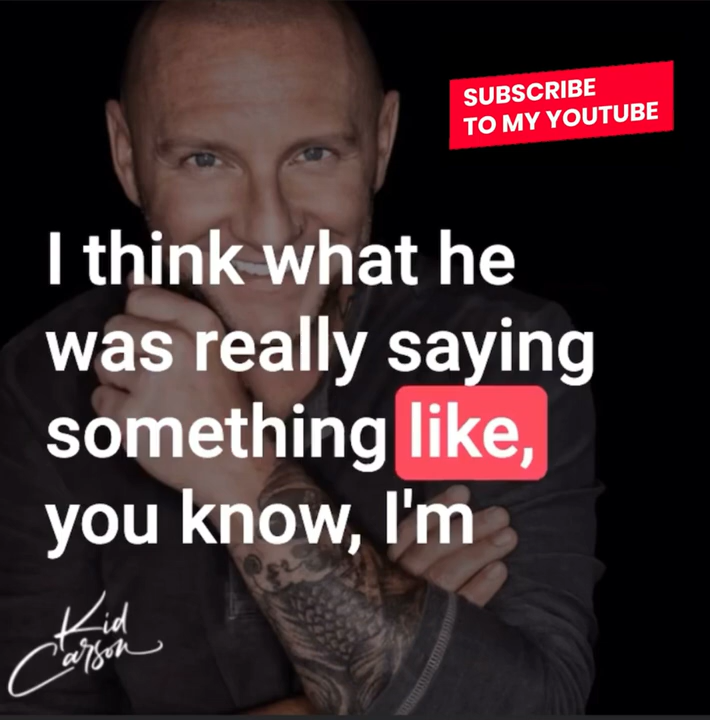 SUBSCRIBE
TO MY YOUTUBE
I think what he
was really saying
something like,
you know, I'm
Kid
Carson